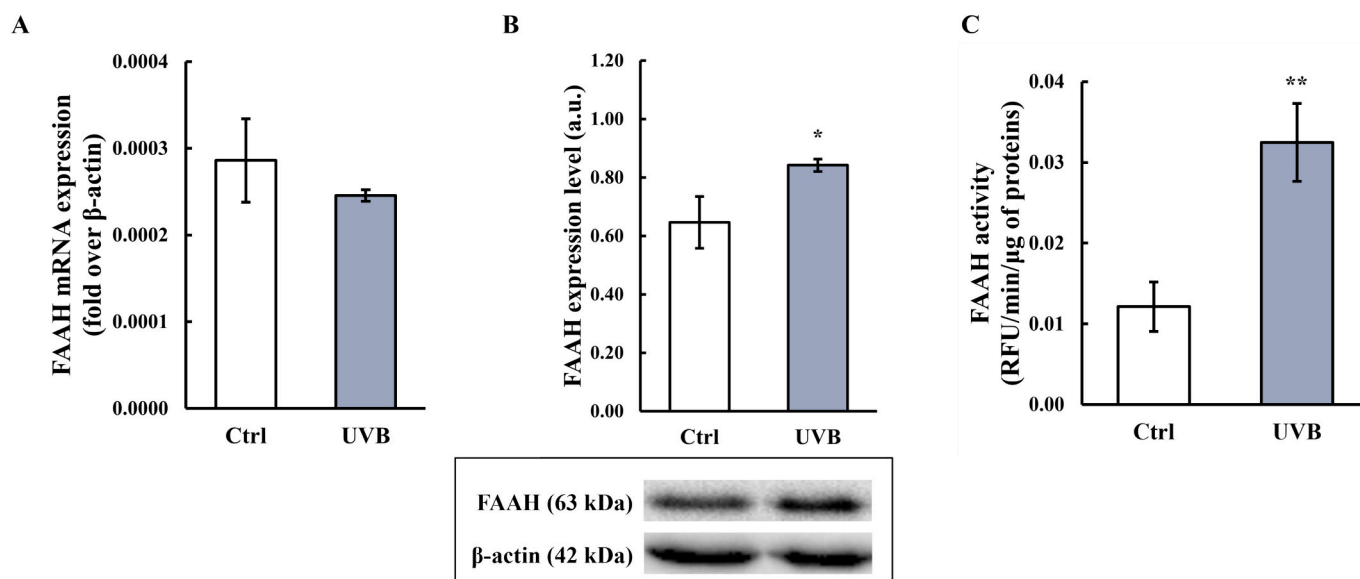 A
FAAH mRNA expression
(fold over β-actin)
0.0004
0.0003
0.0002
0.0001
0.0000
Ctrl
UVB
B
FAAH expression level (a.u.)
1.20
1.00
0.80
0.60
0.40
0.20
0.00
*
Ctrl
UVB
FAAH (63 kDa)
β-actin (42 kDa)
C
FAAH activity
(RFU/min/µg of proteins)
0.04
0.03
0.02
0.01
0.00
**
Ctrl
UVB